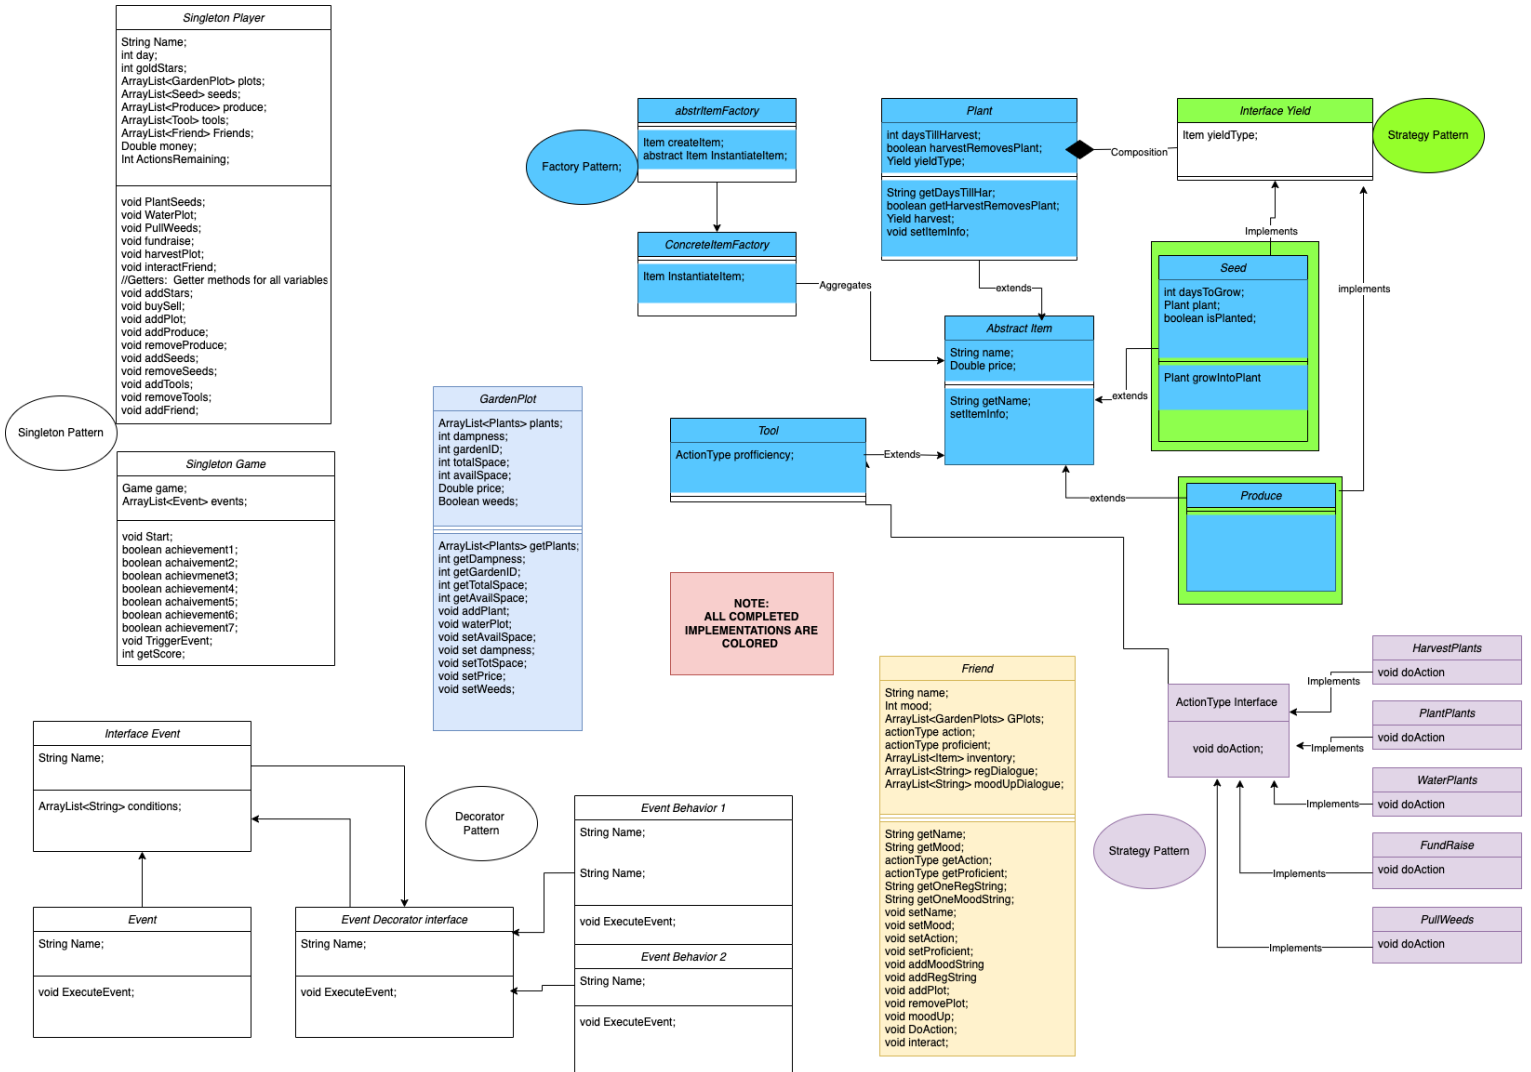 Singleton Player
String Name;
int day;
int goldStars;
ArrayList<GardenPlot> plots;
ArrayList<Seed> seeds;
ArrayList<Produce> produce;
ArrayList<Tool> tools;
ArrayList<Friend> Friends;
Double money;
Int ActionsRemaining;
void PlantSeeds;
void WaterPlot;
void PullWeeds;
void fundraise;
void harvestPlot;
void interactFriend;
//Getters: Getter methods for all variables
void addStars;
void buySell;
void addPlot;
void addProduce;
void removeProduce;
void addSeeds;
void removeSeeds;
void addTools;
void removeTools;
void addFriend;
Singleton Pattern
Singleton Game
Game game;
ArrayList<Event> events;
void Start;
boolean achievement1;
boolean achaivement2;
boolean achievmenet3;
boolean achievement4;
boolean achaivement5;
boolean achievement6;
boolean achievement7;
void TriggerEvent;
int getScore;
Factory Pattern;
abstrItemFactory
Item createItem;
abstract Item InstantiateItem;
ConcreteItemFactory
Item InstantiateItem;
Aggregates
Plant
int daysTillHarvest;
boolean harvestRemovesPlant;
Yield yieldType;
String getDaysTillHar;
boolean getHarvestRemovesPlant;
Yield harvest;
void setItemInfo;
Composition
Interface Yield
Item yieldType;
Strategy Pattern
Implements
implements
extends
Seed
int daysToGrow;
Plant plant;
boolean isPlanted;
Plant growIntoPlant
extends
Abstract Item
String name;
Double price;
String getName;
setItemInfo;
Tool
ActionType profficiency;
Extends
extends
Produce
GardenPlot
ArrayList<Plants> plants;
int dampness;
int gardenID;
int totalSpace;
int availSpace;
Double price;
Boolean weeds;
ArrayList<Plants> getPlants;
int getDampness;
int getGardenID;
int getTotalSpace;
int getAvailSpace;
void addPlant;
void waterPlot;
void setAvailSpace;
void set dampness;
void setTotSpace;
void setPrice;
void setWeeds;
NOTE:
ALL COMPLETED
IMPLEMENTATIONS ARE
COLORED
Friend
String name;
Int mood;
ArrayList<GardenPlots> GPlots;
actionType action;
actionType proficient;
ArrayList<Item> inventory;
ArrayList<String> regDialogue;
ArrayList<String> moodUpDialogue;
String getName;
String getMood;
actionType getAction;
actionType getProficient;
String getOneRegString;
String getOneMoodString;
void setName;
void setMood;
void setAction;
void setProficient;
void addMoodString
void addRegString
void addPlot;
void removePlot;
void moodUp;
void DoAction;
void interact;
ActionType Interface
void doAction;
Strategy Pattern
HarvestPlants
void doAction
Implements
PlantPlants
void doAction
Implements
WaterPlants
void doAction
Implements
FundRaise
void doAction
Implements
PullWeeds
void doAction
Implements
Interface Event
String Name;
ArrayList<String> conditions;
Event
String Name;
void ExecuteEvent;
Decorator
Pattern
Event Decorator interface
String Name;
void ExecuteEvent;
Event Behavior 1
String Name;
String Name;
void ExecuteEvent;
Event Behavior 2
String Name;
void ExecuteEvent;